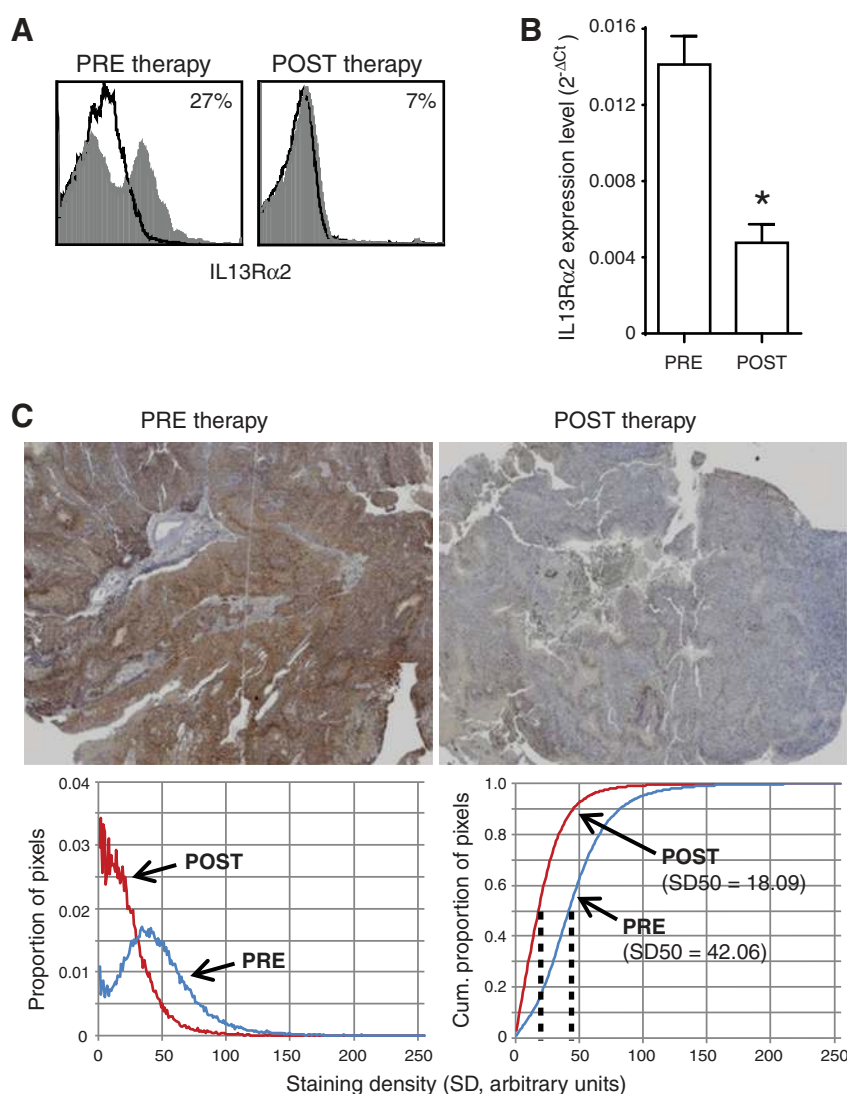 A
PRE therapy
POST therapy
27%
7%
IL13Rα2
B
IL13Rα2 expression level (2^-ΔCt)
0.016
0.012
0.008
0.004
0
*
PRE
POST
C
PRE therapy
POST therapy
Proportion of pixels
0.04
0.03
0.02
0.01
0
POST
PRE
0
50
100
150
200
250
Cum. proportion of pixels
1.0
0.8
0.6
0.4
0.2
0
POST
(SD50 = 18.09)
PRE
(SD50 = 42.06)
0
50
100
150
200
250
Staining density (SD, arbitrary units)